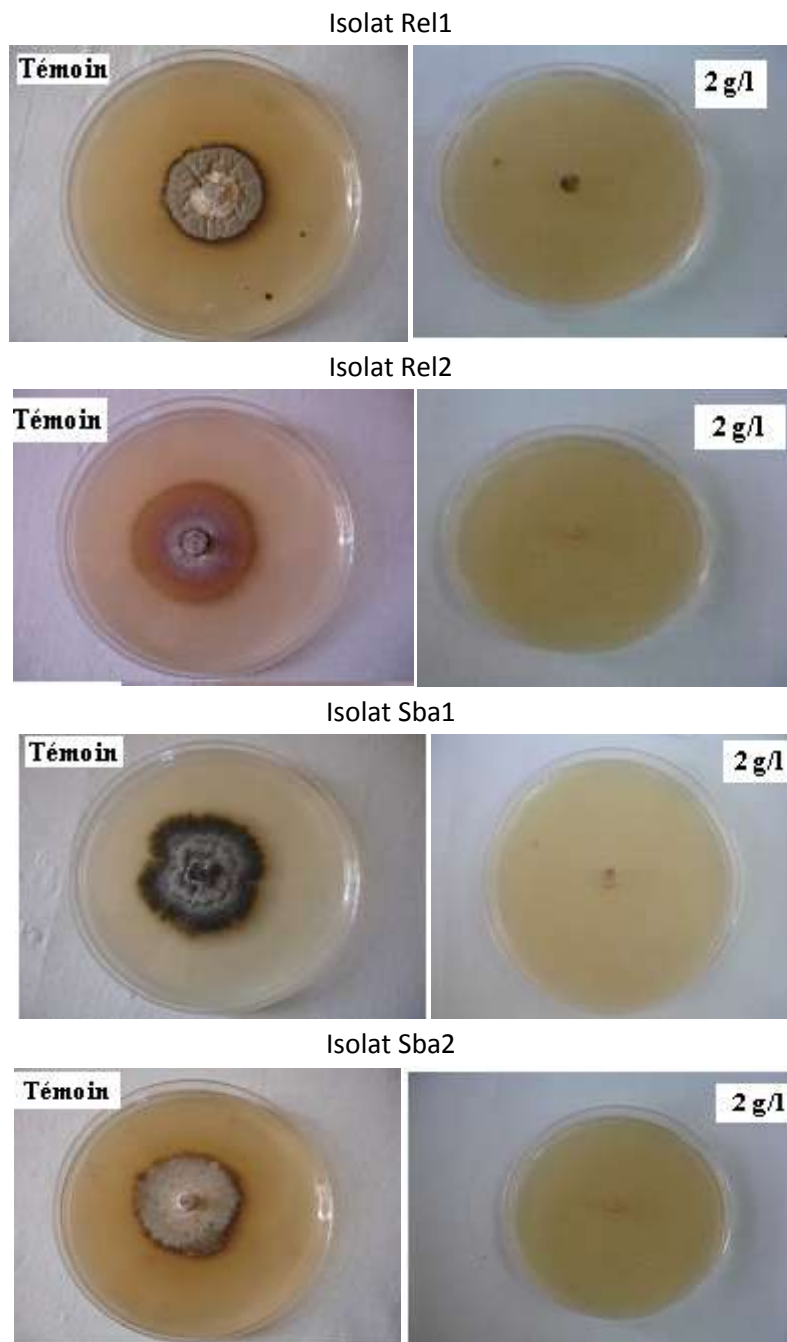 Isolat Rel1
Témoin 2 g/l
Isolat Rel2
Témoin 2 g/l
Isolat Sba1
Témoin 2 g/l
Isolat Sba2
Témoin 2 g/l